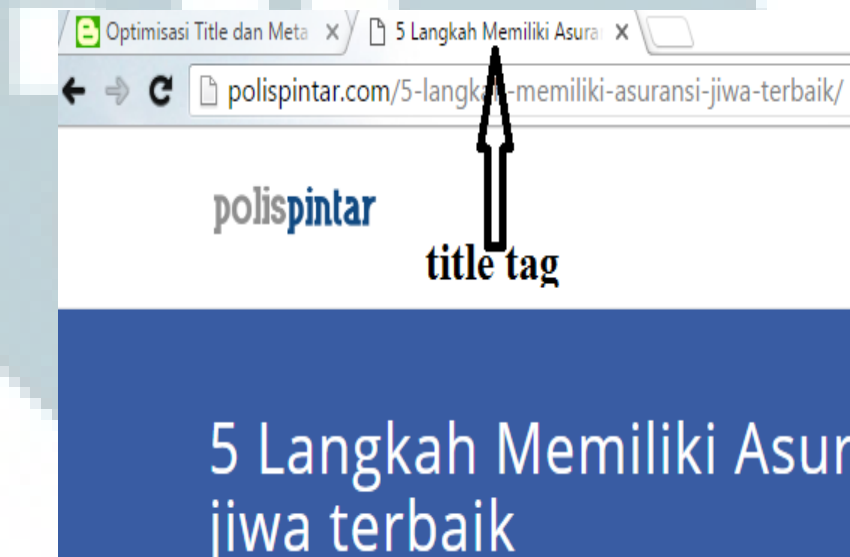 Optimisasi Title dan Meta 5 Langkah Memiliki Asura
polispintar.com/5-langkah-memiliki-asuransi-jiwa-terbaik/
polispintar
title tag
5 Langkah Memiliki Asur
jiwa terbaik